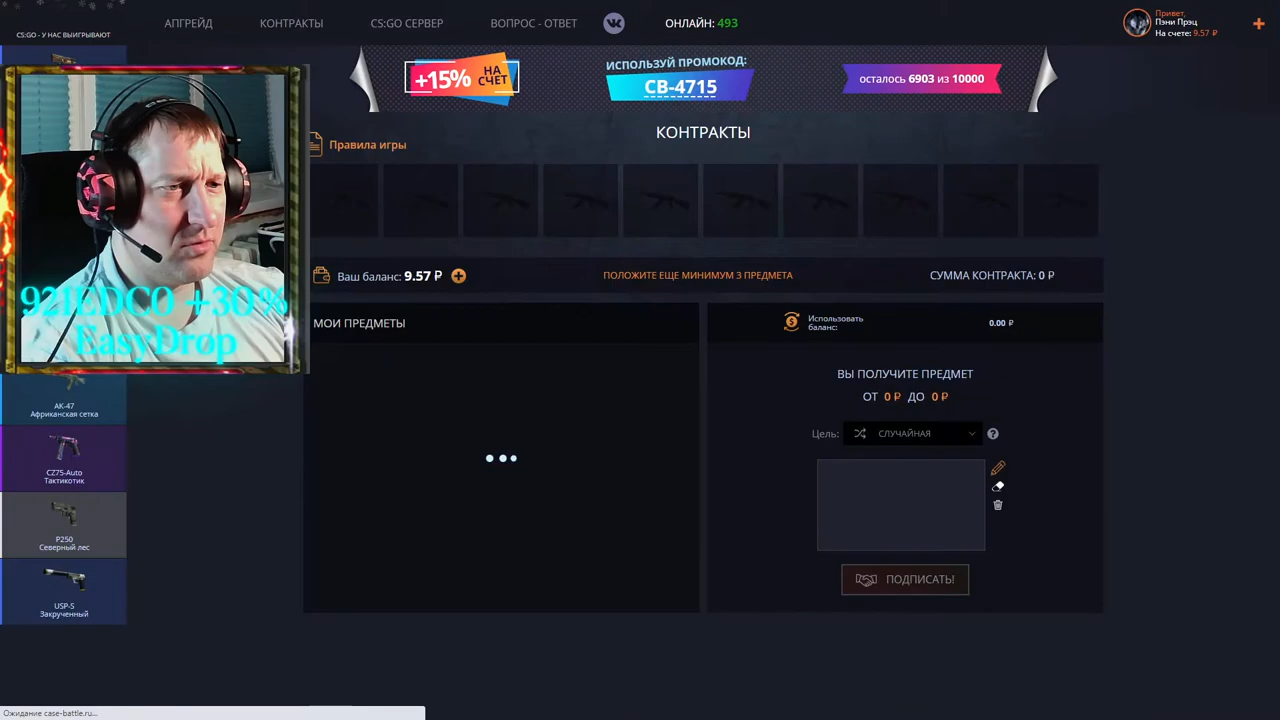 CS:GO - У НАС ВЫИГРЫВАЮТ
АПГРЕЙД
КОНТРАКТЫ
CS:GO СЕРВЕР
ВОПРОС - ОТВЕТ
ОНЛАЙН: 493
Привет,
Пэни Прэц
На счете: 9.57 ₽
+15% НА СЧЕТ
ИСПОЛЬЗУЙ ПРОМОКОД:
CB-4715
осталось 6903 из 10000
КОНТРАКТЫ
Правила игры
Ваш баланс: 9.57 ₽
ПОЛОЖИТЕ ЕЩЕ МИНИМУМ 3 ПРЕДМЕТА
СУММА КОНТРАКТА: 0 ₽
921EDC0 +30%
EasyDrop
МОИ ПРЕДМЕТЫ
Использовать
баланс:
0.00 ₽
ВЫ ПОЛУЧИТЕ ПРЕДМЕТ
ОТ 0 ₽ ДО 0 ₽
Цель: СЛУЧАЙНАЯ ?
ПОДПИСАТЬ!
АК-47
Африканская сетка
CZ75-Auto
Тактикотик
P250
Северный лес
USP-S
Закрученный
Ожидание case-battle.ru...